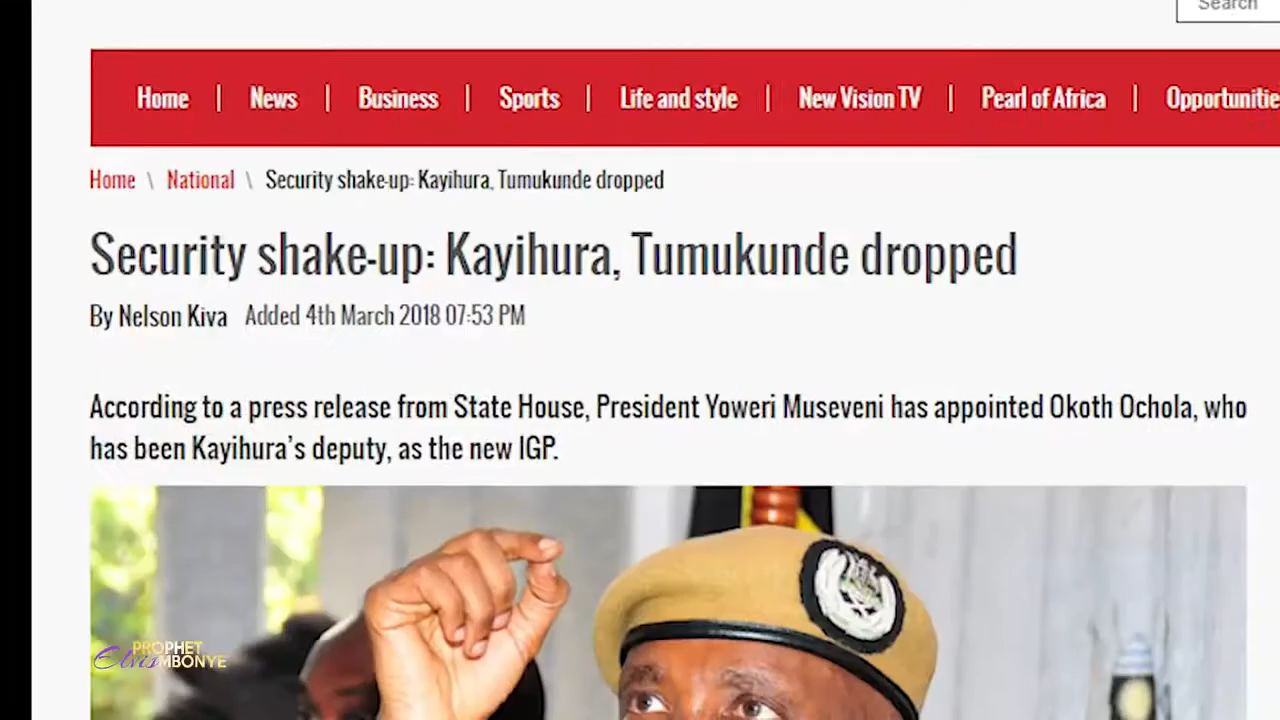 Search
Home | News | Business | Sports | Life and style | New Vision TV | Pearl of Africa | Opportunitie
Home \ National \ Security shake-up: Kayihura, Tumukunde dropped
Security shake-up: Kayihura, Tumukunde dropped
By Nelson Kiva Added 4th March 2018 07:53 PM
According to a press release from State House, President Yoweri Museveni has appointed Okoth Ochola, who
has been Kayihura's deputy, as the new IGP.
PROPHET
Elvis MBONYE